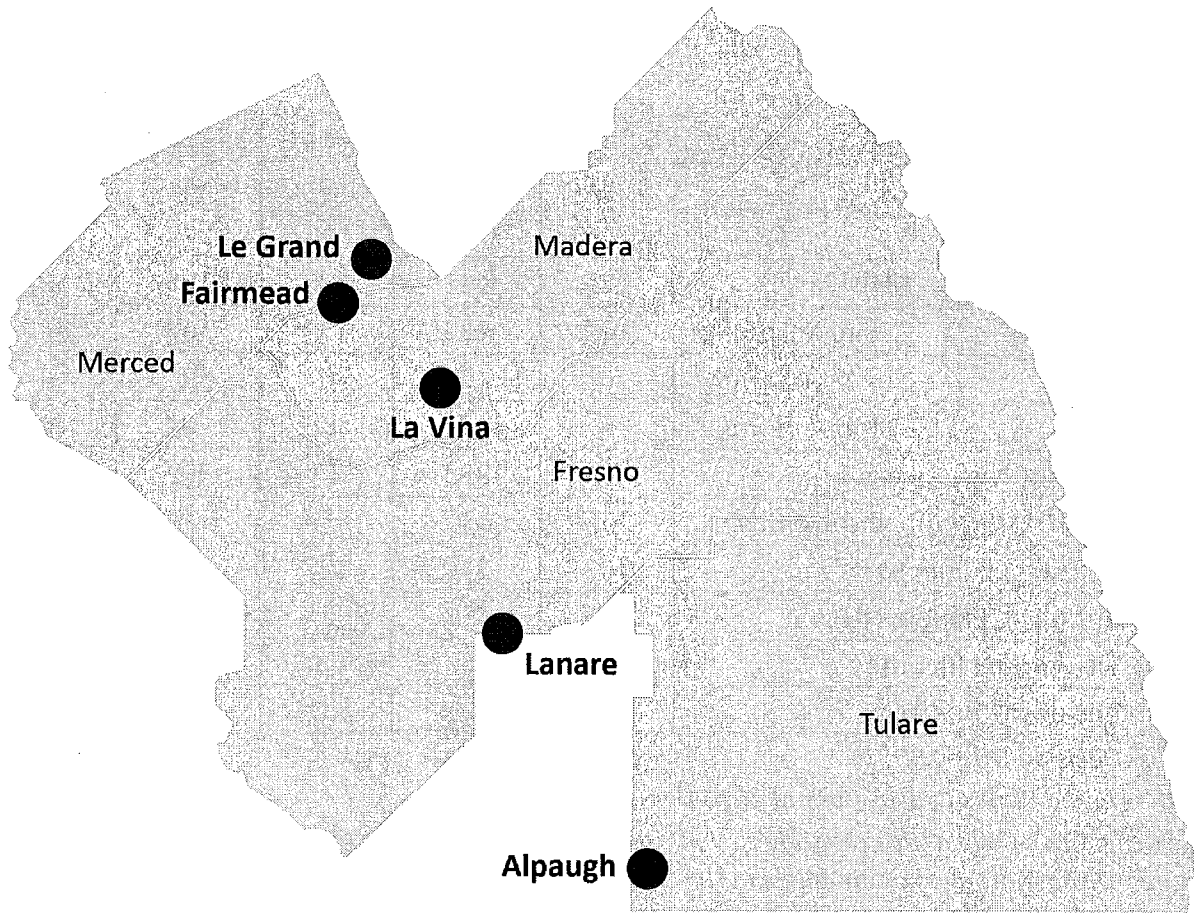 Le Grand
Madera
Fairmead
Merced
La Vina
Fresno
Lanare
Tulare
Alpaugh